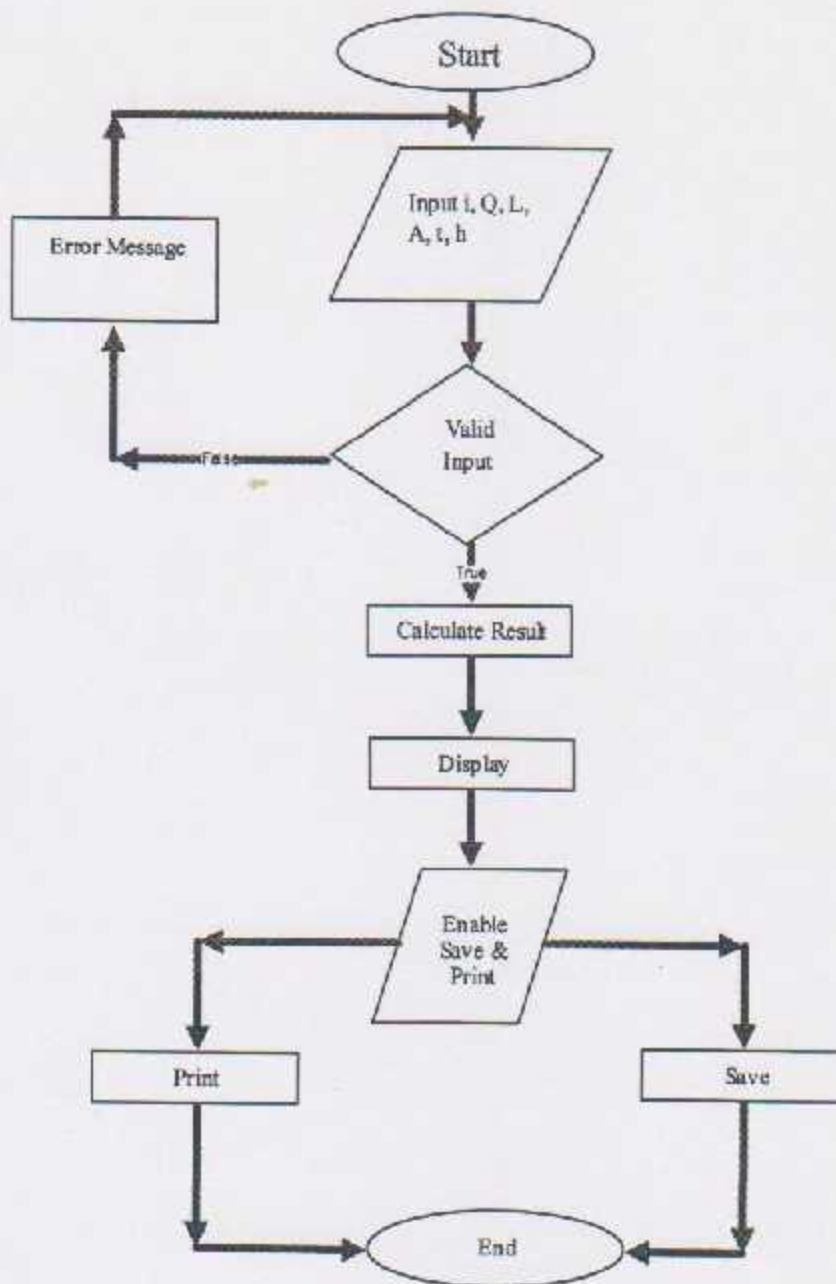 Start
Input i, Q, L,
A, t, h
Error Message
Valid
Input
False
True
Calculate Result
Display
Enable
Save &
Print
Print
Save
End